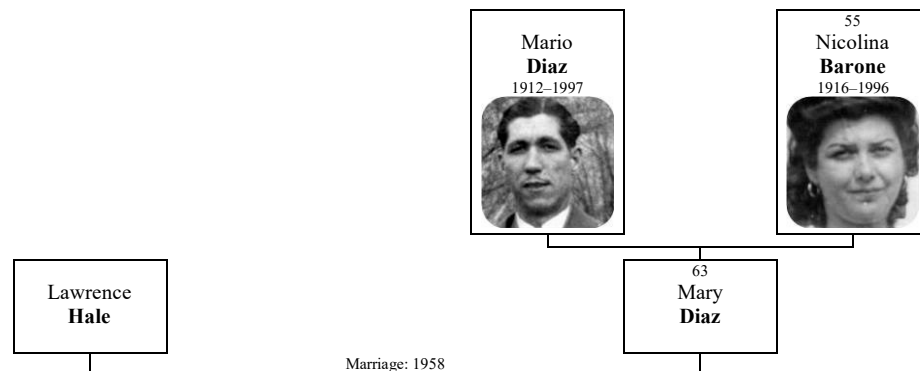 Mario
Diaz
1912–1997
55
Nicolina
Barone
1916–1996
Lawrence
Hale
63
Mary
Diaz
Marriage: 1958